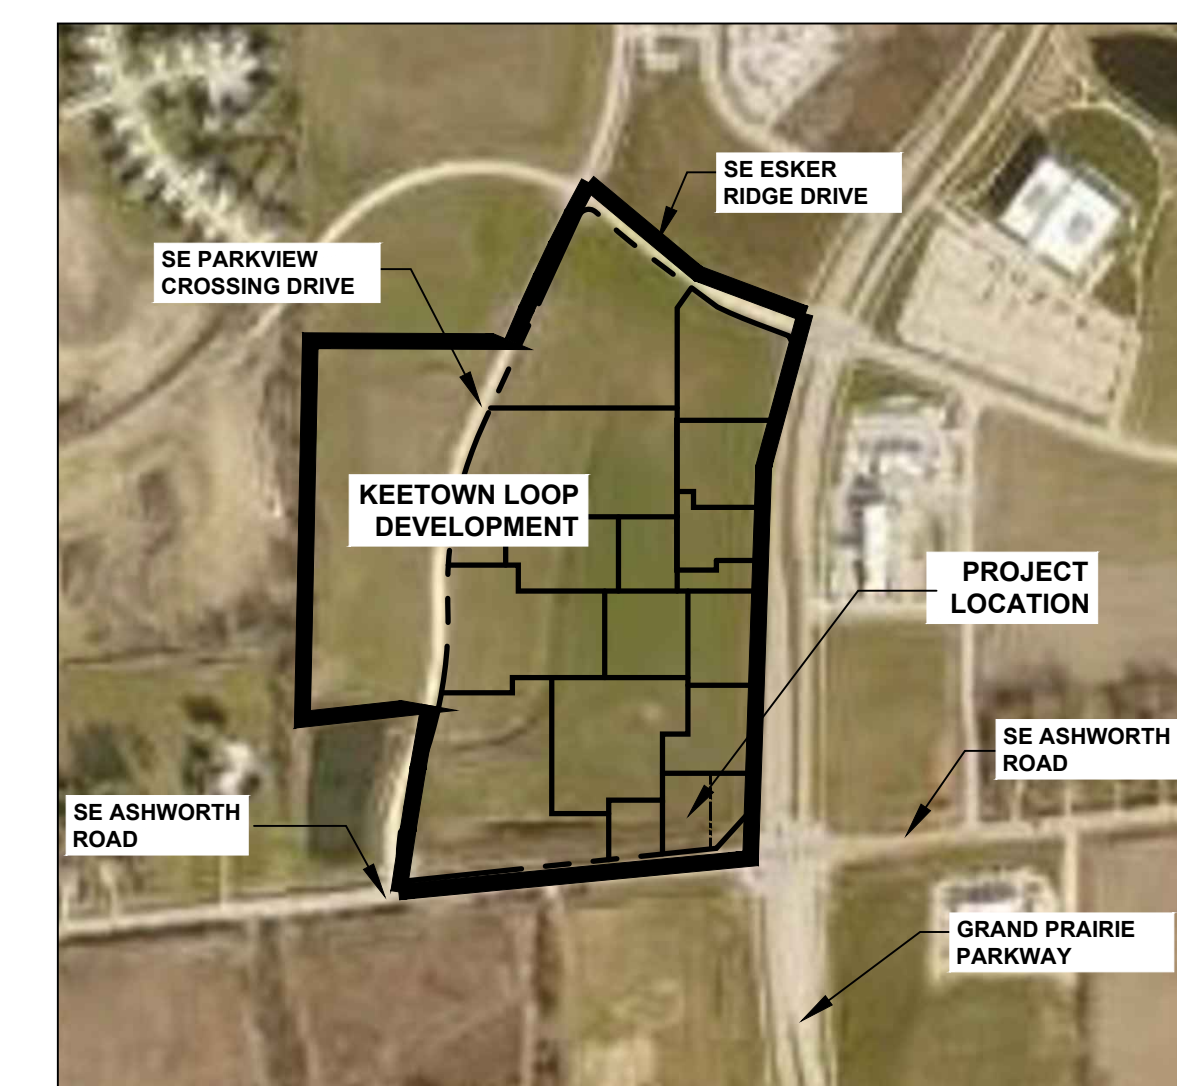 SE ESKER
RIDGE DRIVE
SE PARKVIEW
CROSSING DRIVE
KEETOWN LOOP
DEVELOPMENT
PROJECT
LOCATION
SE ASHWORTH
ROAD
SE ASHWORTH
ROAD
GRAND PRAIRIE
PARKWAY